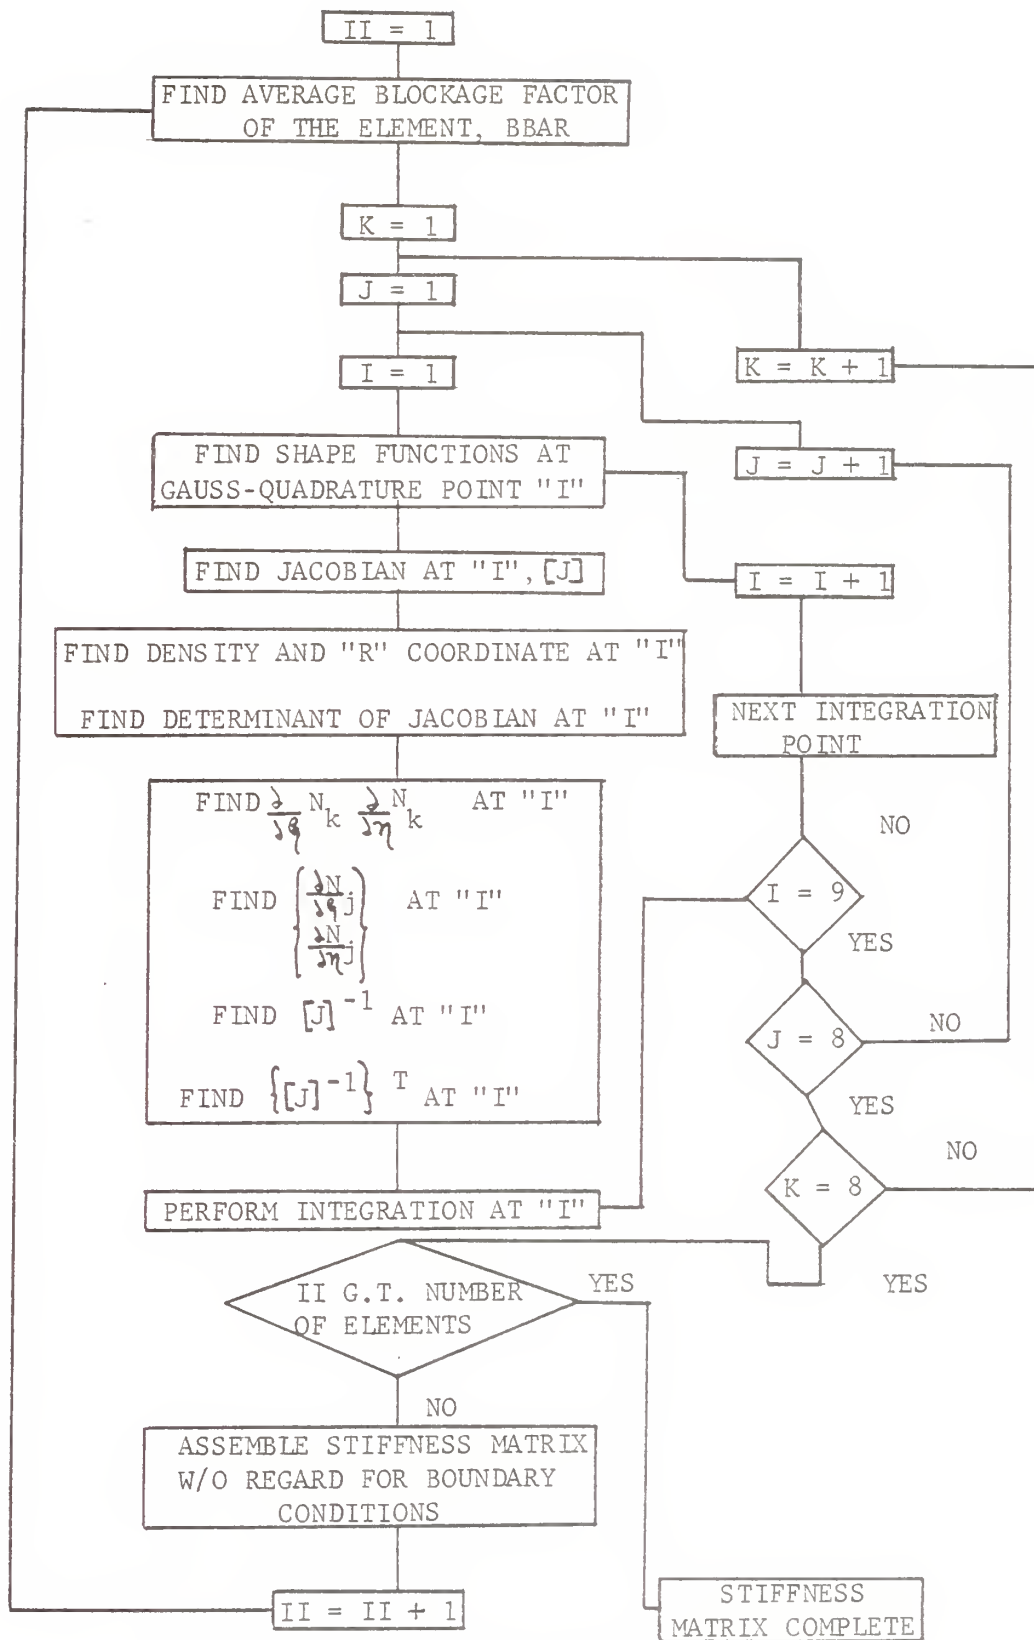 II = 1
FIND AVERAGE BLOCKAGE FACTOR
OF THE ELEMENT, BBAR
K = 1
J = 1
I = 1
K = K + 1
FIND SHAPE FUNCTIONS AT
GAUSS-QUADRATURE POINT "I"
J = J + 1
FIND JACOBIAN AT "I", [J]
I = I + 1
FIND DENSITY AND "R" COORDINATE AT "I"
FIND DETERMINANT OF JACOBIAN AT "I"
NEXT INTEGRATION
POINT
FIND ∂/∂ξ N_k ∂/∂η N_k AT "I"
NO
I = 9
YES
FIND {∂N/∂ξ j ∂N/∂η j} AT "I"
FIND [J]^-1 AT "I"
J = 8
NO
YES
FIND {[J]^-1}^T AT "I"
NO
K = 8
PERFORM INTEGRATION AT "I"
YES
II G.T. NUMBER
OF ELEMENTS
YES
NO
ASSEMBLE STIFFNESS MATRIX
W/O REGARD FOR BOUNDARY
CONDITIONS
II = II + 1
STIFFNESS
MATRIX COMPLETE